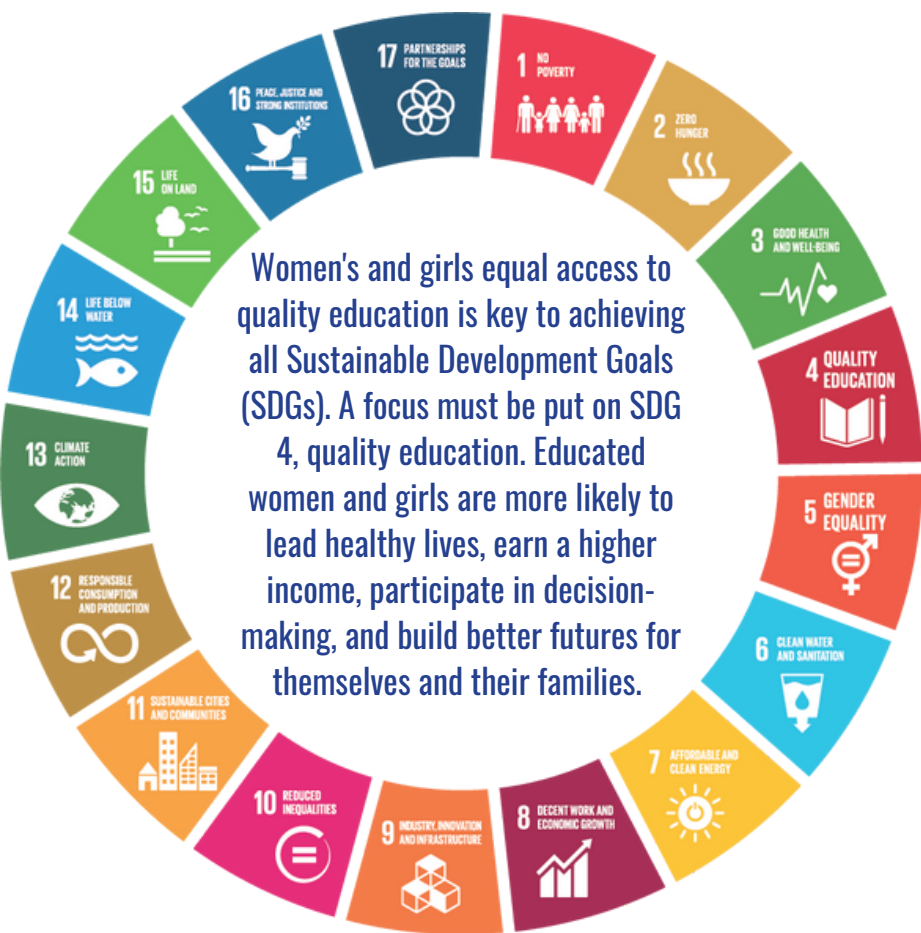 17 PARTNERSHIPS
FOR THE GOALS
1 NO
POVERTY
2 ZERO
HUNGER
3 GOOD HEALTH
AND WELL-BEING
4 QUALITY
EDUCATION
5 GENDER
EQUALITY
6 CLEAN WATER
AND SANITATION
7 AFFORDABLE AND
CLEAN ENERGY
8 DECENT WORK AND
ECONOMIC GROWTH
9 INDUSTRY, INNOVATION
AND INFRASTRUCTURE
10 REDUCED
INEQUALITIES
11 SUSTAINABLE CITIES
AND COMMUNITIES
12 RESPONSIBLE
CONSUMPTION
AND PRODUCTION
13 CLIMATE
ACTION
14 LIFE BELOW
WATER
15 LIFE
ON LAND
16 PEACE, JUSTICE AND
STRONG INSTITUTIONS
Women's and girls equal access to
quality education is key to achieving
all Sustainable Development Goals
(SDGs). A focus must be put on SDG
4, quality education. Educated
women and girls are more likely to
lead healthy lives, earn a higher
income, participate in decision-
making, and build better futures for
themselves and their families.